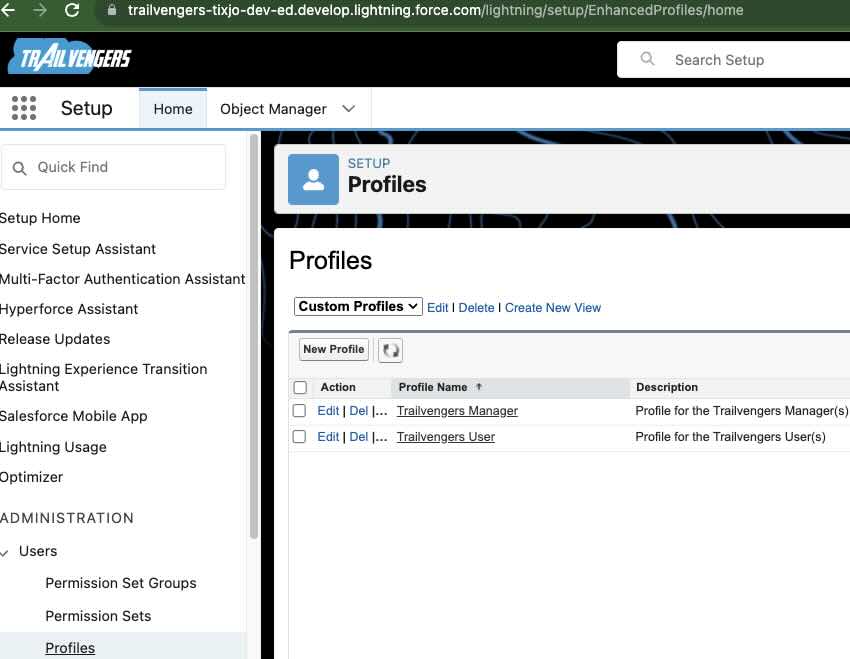 trailvengers-tixjo-dev-ed.develop.lightning.force.com/lightning/setup/EnhancedProfiles/home
TRAILVENGERS
Search Setup
Setup
Home
Object Manager
Quick Find
Setup Home
Service Setup Assistant
Multi-Factor Authentication Assistant
Hyperforce Assistant
Release Updates
Lightning Experience Transition
Assistant
Salesforce Mobile App
Lightning Usage
Optimizer
ADMINISTRATION
Users
Permission Set Groups
Permission Sets
Profiles
SETUP
Profiles
Profiles
Custom Profiles Edit | Delete | Create New View
New Profile
Action Profile Name Description
Edit | Del |... Trailvengers Manager Profile for the Trailvengers Manager(s)
Edit | Del |... Trailvengers User Profile for the Trailvengers User(s)